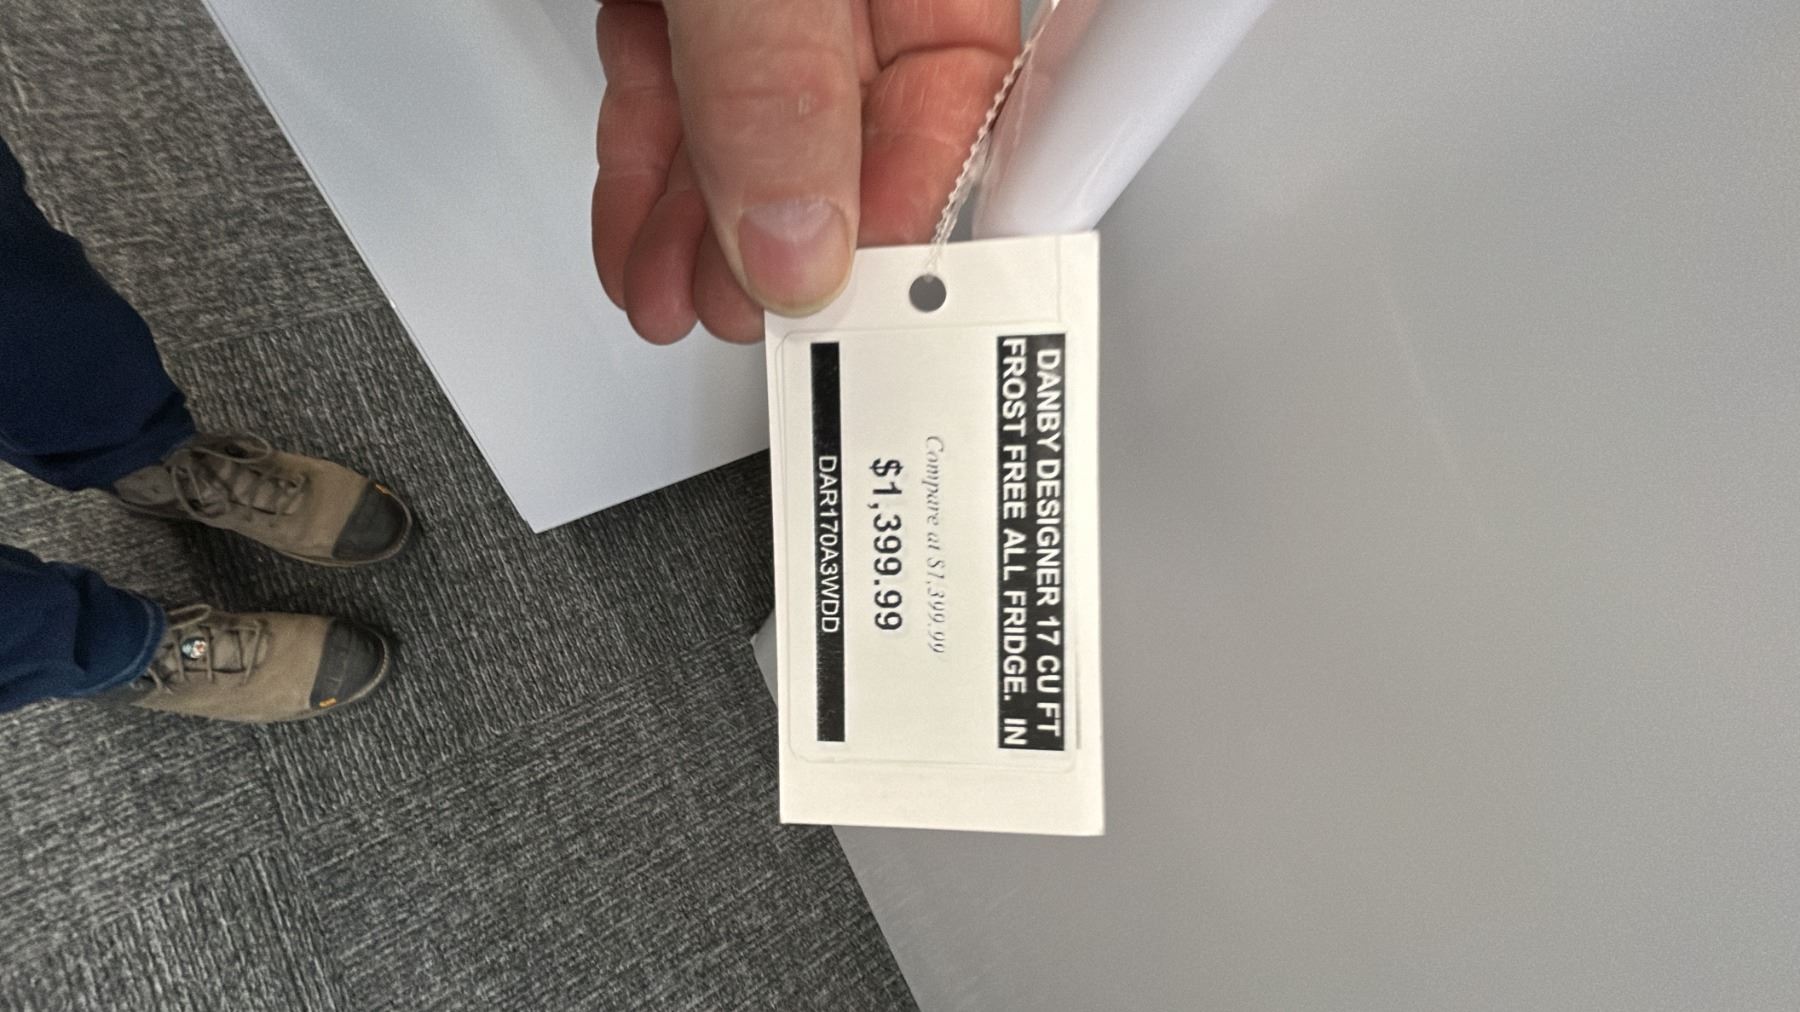 DANBY DESIGNER 17 CU FT
FROST FREE ALL FRIDGE. IN
Compare at $1,399.99
$1,399.99
DAR170A3WDD